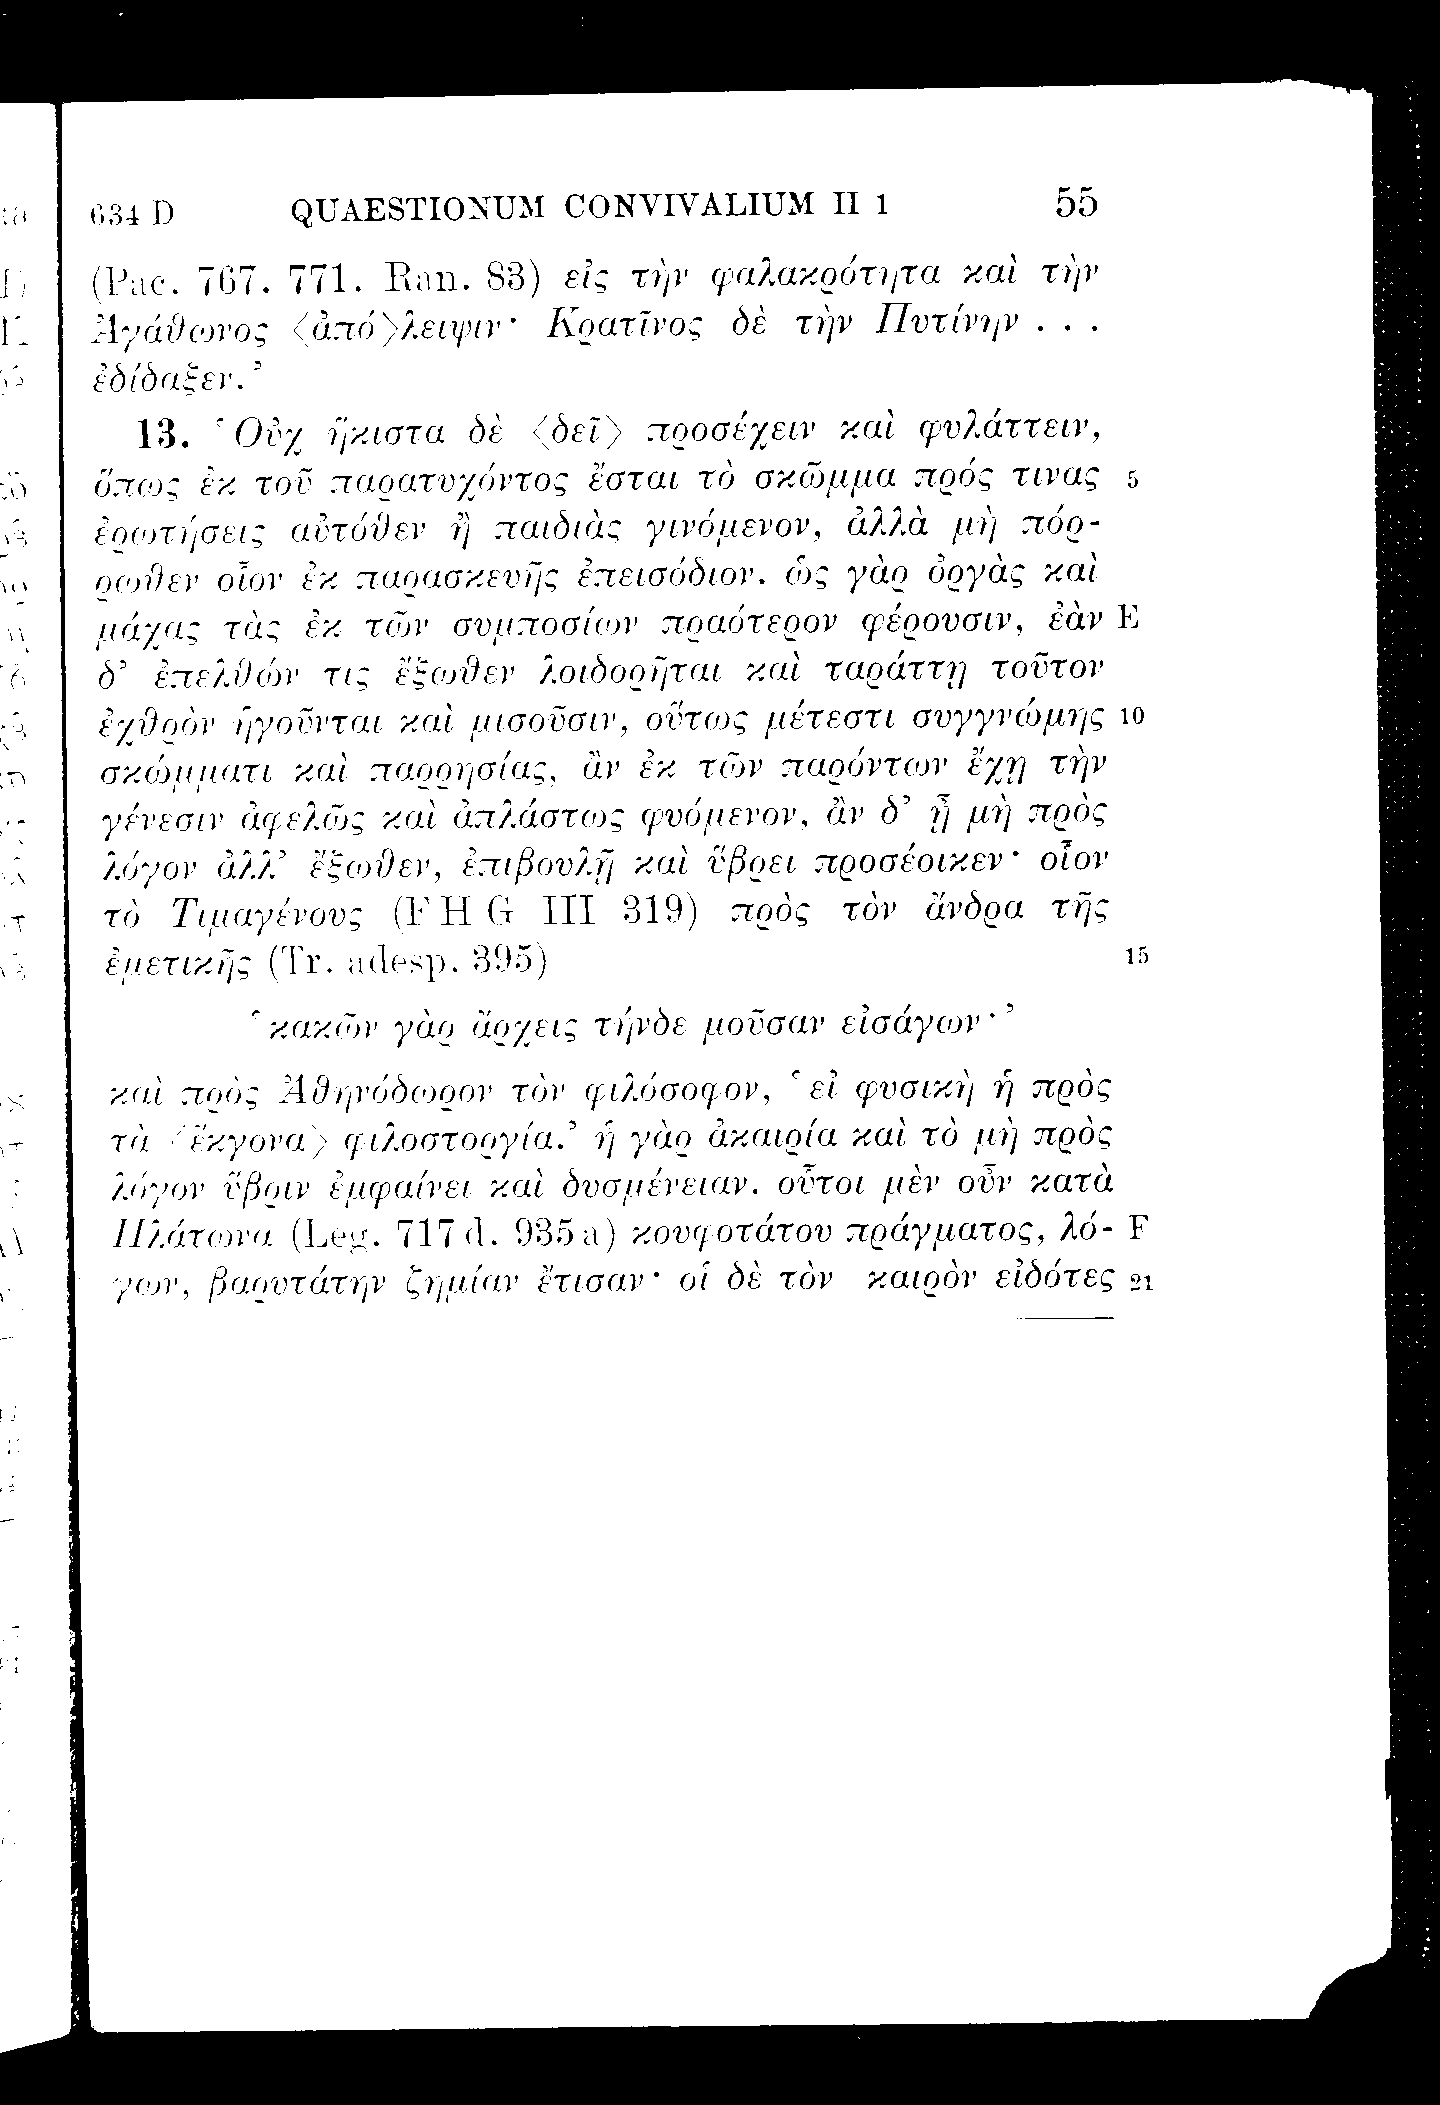 634 D QUAESTIONUM CONVIVALIUM II 1 55
(Pac. 767. 771. Ran. 83) εἰς τὴν φαλακρότητα καὶ τὴν
Ἀγάθωνος ⟨ἀπό⟩λειψιν· Κρατῖνος δὲ τὴν Πυτίνην . . .
ἐδίδαξεν.’
13. ‘Οὐχ ἥκιστα δὲ ⟨δεῖ⟩ προσέχειν καὶ φυλάττειν,
ὅπως ἐκ τοῦ παρατυχόντος ἔσται τὸ σκῶμμα πρός τινας 5
ἐρωτήσεις αὐτόθεν ἢ παιδιὰς γινόμενον, ἀλλὰ μὴ πόρ-
ρωθεν οἷον ἐκ παρασκευῆς ἐπεισόδιον. ὡς γὰρ ὀργὰς καὶ
μάχας τὰς ἐκ τῶν συμποσίων πραότερον φέρουσιν, ἐὰν E
δ’ ἐπελθών τις ἔξωθεν λοιδορῆται καὶ ταράττῃ τοῦτον
ἐχθρὸν ἡγοῦνται καὶ μισοῦσιν, οὕτως μέτεστι συγγνώμης 10
σκώμματι καὶ παρρησίας, ἂν ἐκ τῶν παρόντων ἔχῃ τὴν
γένεσιν ἀφελῶς καὶ ἀπλάστως φυόμενον, ἂν δ’ ᾖ μὴ πρὸς
λόγον ἀλλ’ ἔξωθεν, ἐπιβουλῇ καὶ ὕβρει προσέοικεν· οἷον
τὸ Τιμαγένους (FHG III 319) πρὸς τὸν ἄνδρα τῆς
ἐμετικῆς (Tr. adesp. 395) 15
‘κακῶν γὰρ ἄρχεις τήνδε μοῦσαν εἰσάγων·’
καὶ πρὸς Ἀθηνόδωρον τὸν φιλόσοφον, ‘εἰ φυσικὴ ἡ πρὸς
τὰ ⟨ἔκγονα⟩ φιλοστοργία.’ ἡ γὰρ ἀκαιρία καὶ τὸ μὴ πρὸς
λόγον ὕβριν ἐμφαίνει καὶ δυσμένειαν. οὗτοι μὲν οὖν κατὰ
Πλάτωνα (Leg. 717 d. 935 a) κουφοτάτου πράγματος, λό- F
γων, βαρυτάτην ζημίαν ἔτισαν· οἱ δὲ τὸν καιρὸν εἰδότες 21